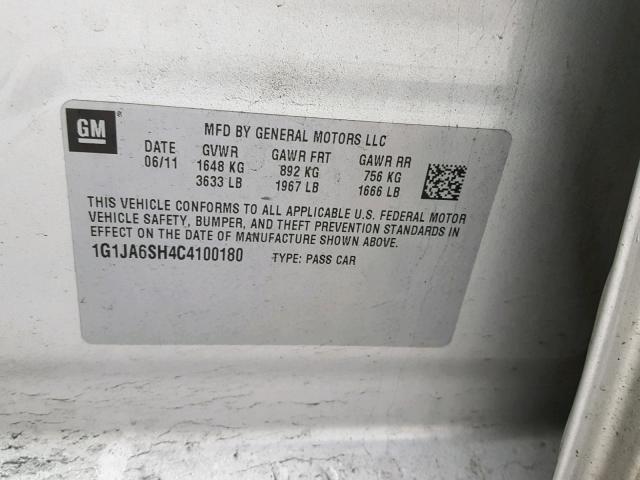 GM ®
MFD BY GENERAL MOTORS LLC
DATE GVWR GAWR FRT GAWR RR
06/11 1648 KG 892 KG 756 KG
3633 LB 1967 LB 1666 LB
THIS VEHICLE CONFORMS TO ALL APPLICABLE U.S. FEDERAL MOTOR
VEHICLE SAFETY, BUMPER, AND THEFT PREVENTION STANDARDS IN
EFFECT ON THE DATE OF MANUFACTURE SHOWN ABOVE.
1G1JA6SH4C4100180 TYPE: PASS CAR